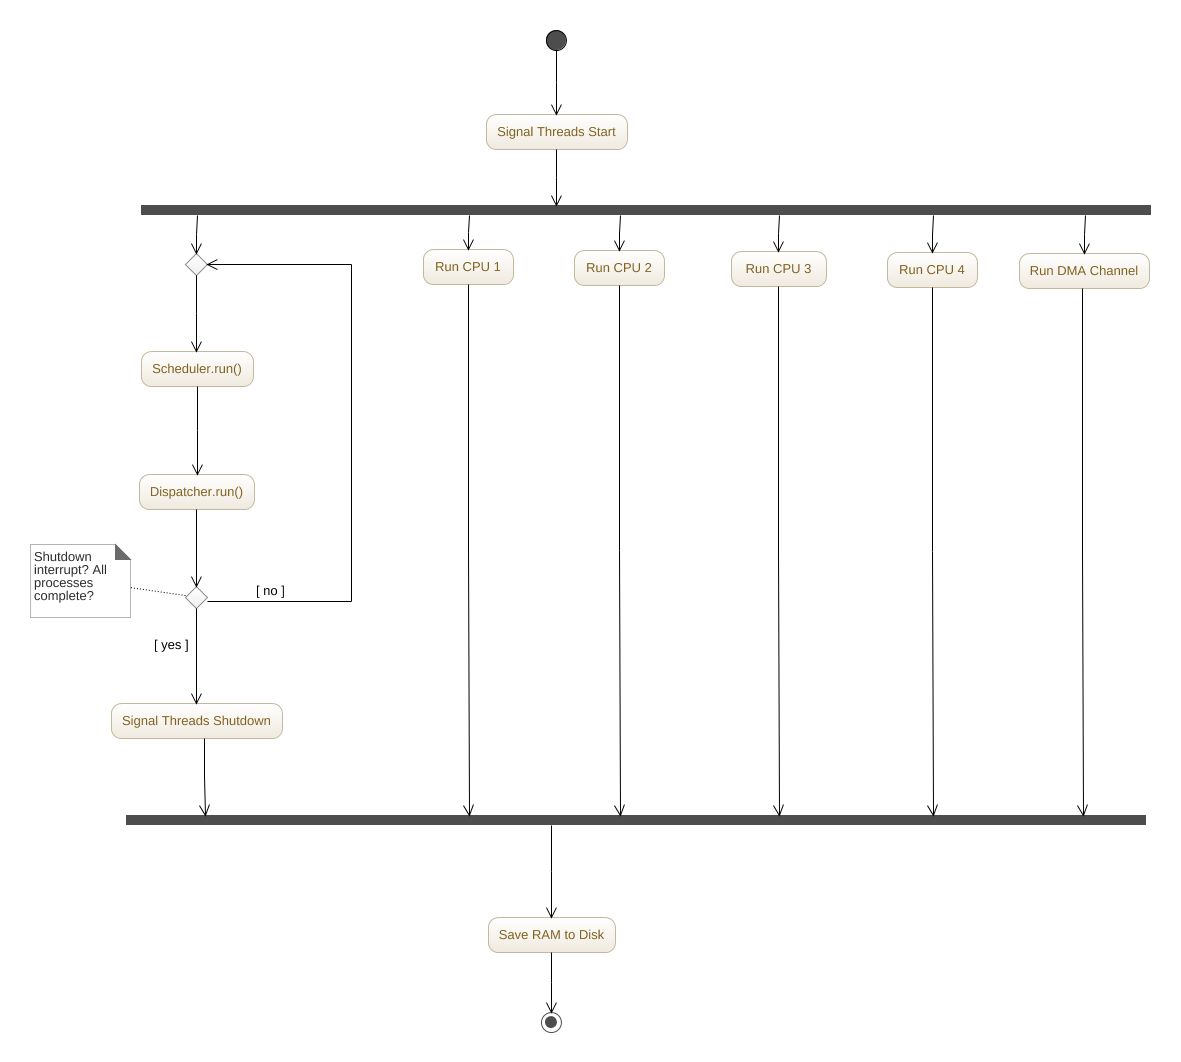 Signal Threads Start
Run CPU 1
Run CPU 2
Run CPU 3
Run CPU 4
Run DMA Channel
Scheduler.run()
Dispatcher.run()
Shutdown
interrupt? All
processes
complete?
[ no ]
[ yes ]
Signal Threads Shutdown
Save RAM to Disk